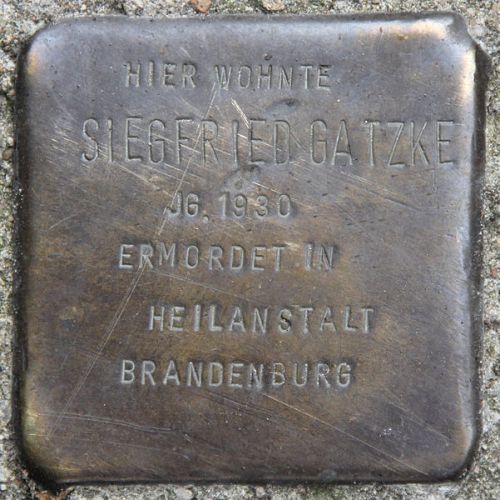 HIER WOHNTE
SIEGFRIED GATZKE
JG. 1930
ERMORDET IN
HEILANSTALT
BRANDENBURG